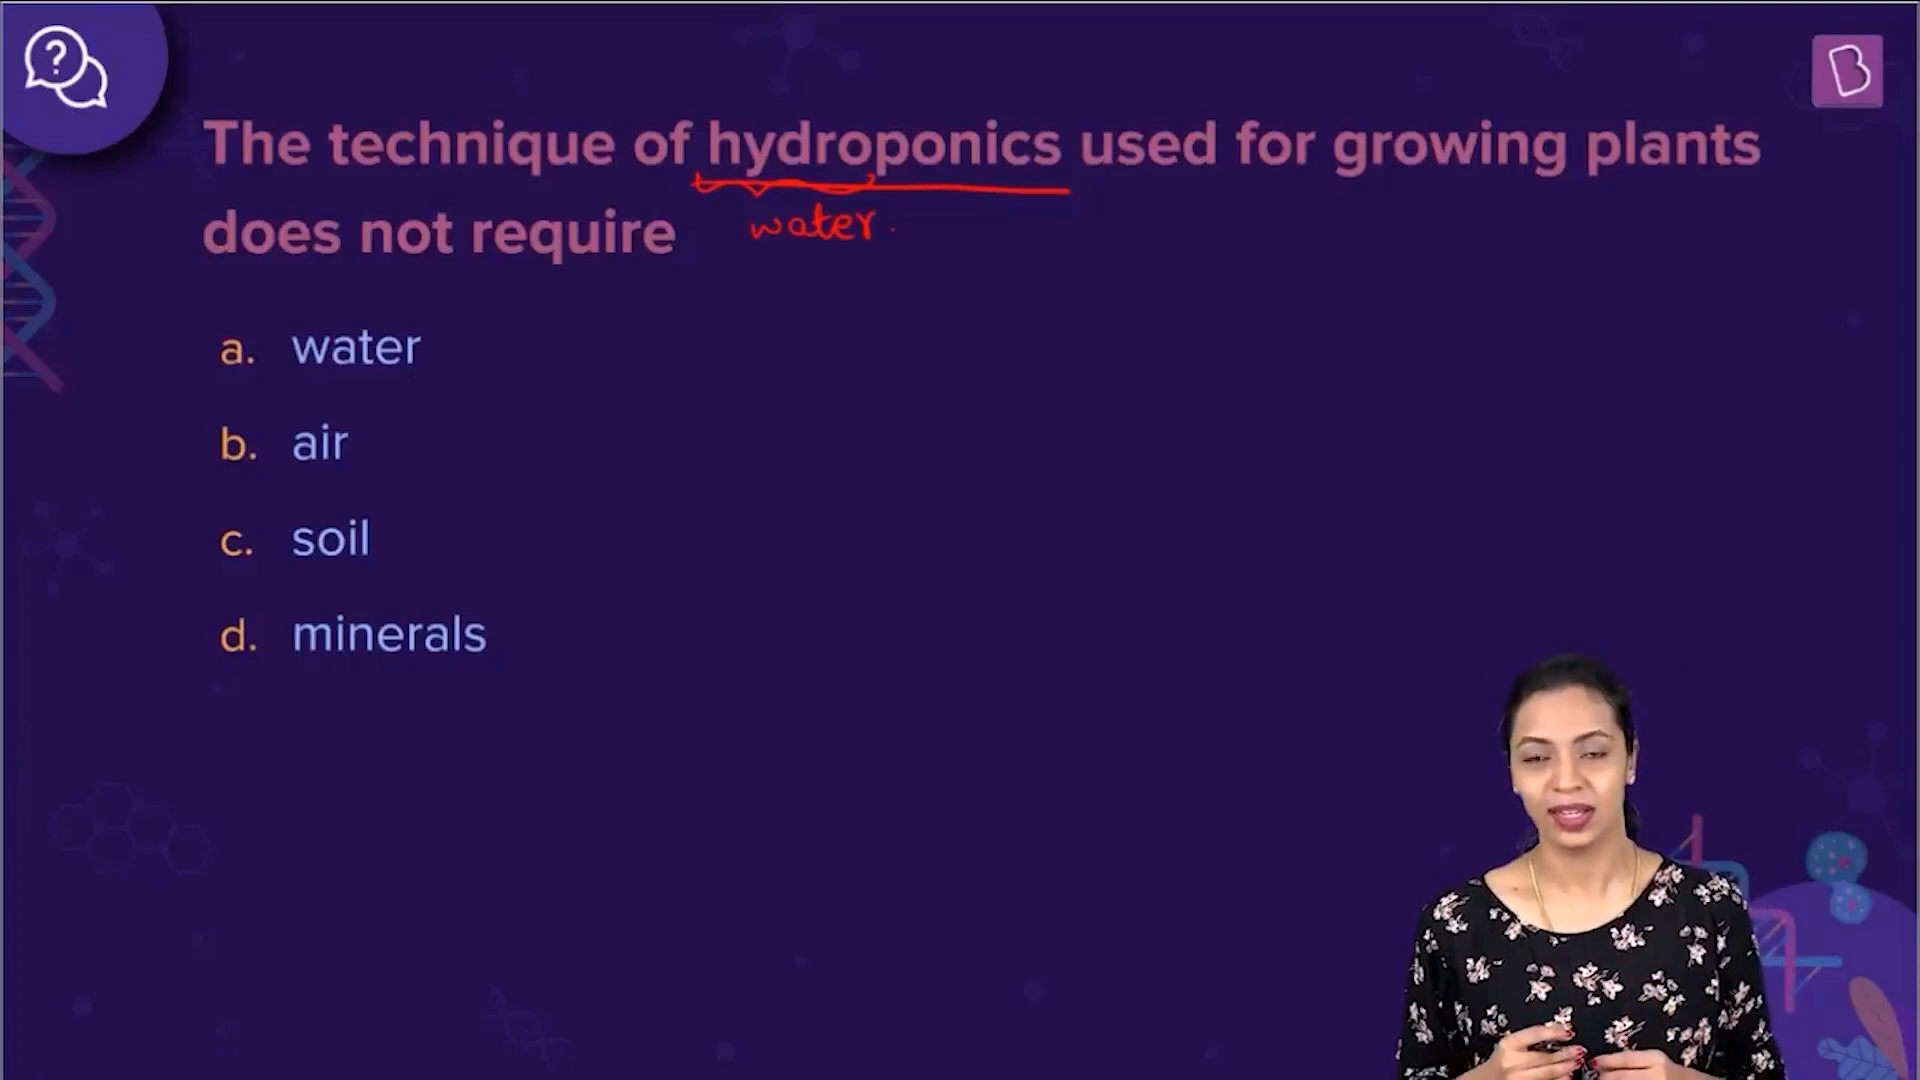 ?
B
The technique of hydroponics used for growing plants
does not require
water.
a. water
b. air
c. soil
d. minerals